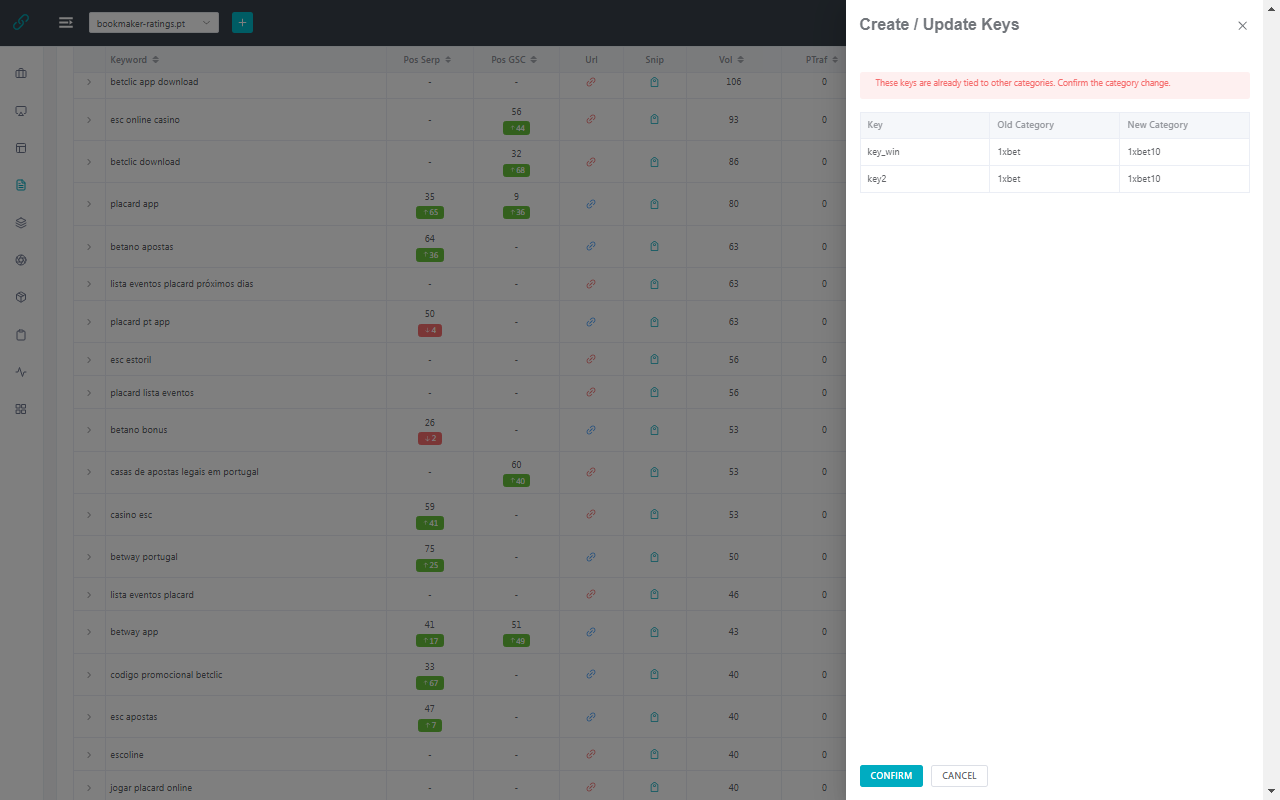 bookmaker-ratings.pt
+
Create / Update Keys
These keys are already tied to other categories. Confirm the category change.
Key Old Category New Category
key_win 1xbet 1xbet10
key2 1xbet 1xbet10
CONFIRM CANCEL
Keyword Pos Serp Pos GSC Url Snip Vol PTraf
betclic app download - - 106 0
esc online casino - 56 ↑44 93 0
betclic download - 32 ↑68 86 0
placard app 35 ↑65 9 ↑36 80 0
betano apostas 64 ↑36 - 63 0
lista eventos placard próximos dias - - 63 0
placard pt app 50 ↓4 - 63 0
esc estoril - - 56 0
placard lista eventos - - 56 0
betano bonus 26 ↓2 - 53 0
casas de apostas legais em portugal - 60 ↑40 53 0
casino esc 59 ↑41 - 53 0
betway portugal 75 ↑25 - 50 0
lista eventos placard - - 46 0
betway app 41 ↑17 51 ↑49 43 0
codigo promocional betclic 33 ↑67 - 40 0
esc apostas 47 ↑7 - 40 0
escoline - - 40 0
jogar placard online - - 40 0